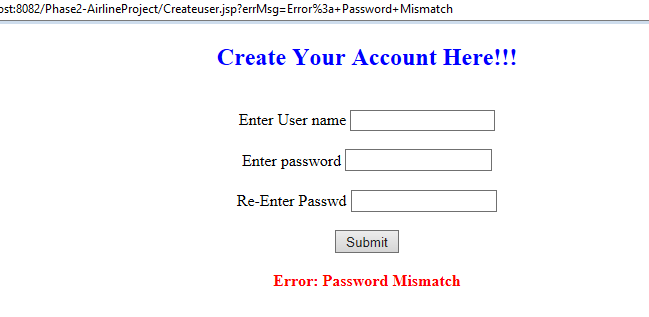 ost:8082/Phase2-AirlineProject/Createuser.jsp?errMsg=Error%3a+Password+Mismatch
Create Your Account Here!!!
Enter User name
Enter password
Re-Enter Passwd
Submit
Error: Password Mismatch